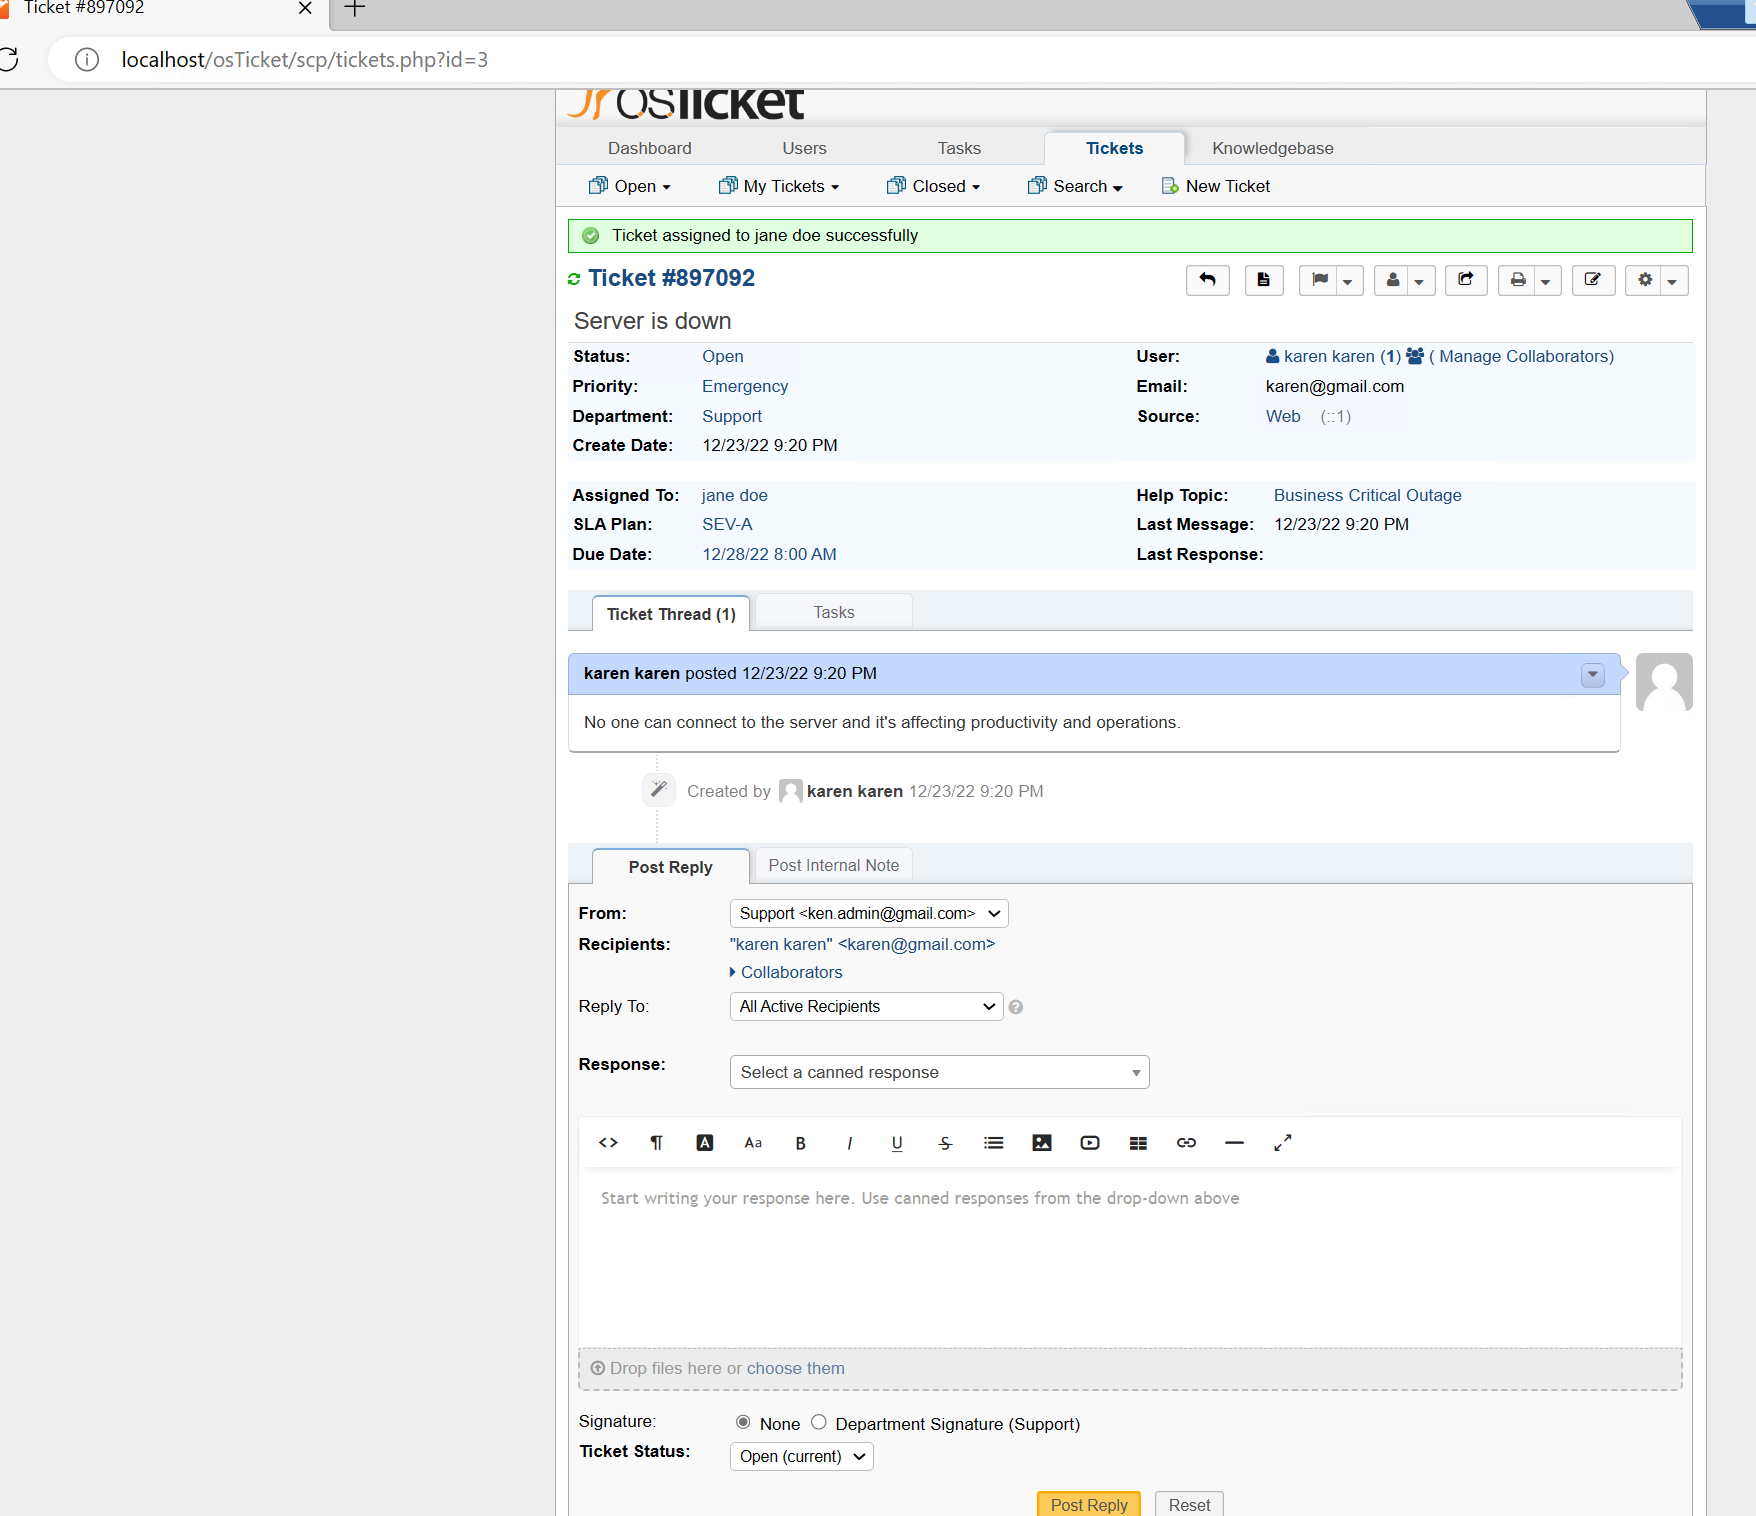 Ticket #897092
localhost/osTicket/scp/tickets.php?id=3
osTicket
Dashboard Users Tasks Tickets Knowledgebase
Open My Tickets Closed Search New Ticket
Ticket assigned to jane doe successfully
Ticket #897092
Server is down
Status: Open User: karen karen (1) ( Manage Collaborators)
Priority: Emergency Email: karen@gmail.com
Department: Support Source: Web (::1)
Create Date: 12/23/22 9:20 PM
Assigned To: jane doe Help Topic: Business Critical Outage
SLA Plan: SEV-A Last Message: 12/23/22 9:20 PM
Due Date: 12/28/22 8:00 AM Last Response:
Ticket Thread (1) Tasks
karen karen posted 12/23/22 9:20 PM
No one can connect to the server and it's affecting productivity and operations.
Created by karen karen 12/23/22 9:20 PM
Post Reply Post Internal Note
From: Support <ken.admin@gmail.com>
Recipients: "karen karen" <karen@gmail.com>
Collaborators
Reply To: All Active Recipients
Response: Select a canned response
Start writing your response here. Use canned responses from the drop-down above
Drop files here or choose them
Signature: None Department Signature (Support)
Ticket Status: Open (current)
Post Reply Reset